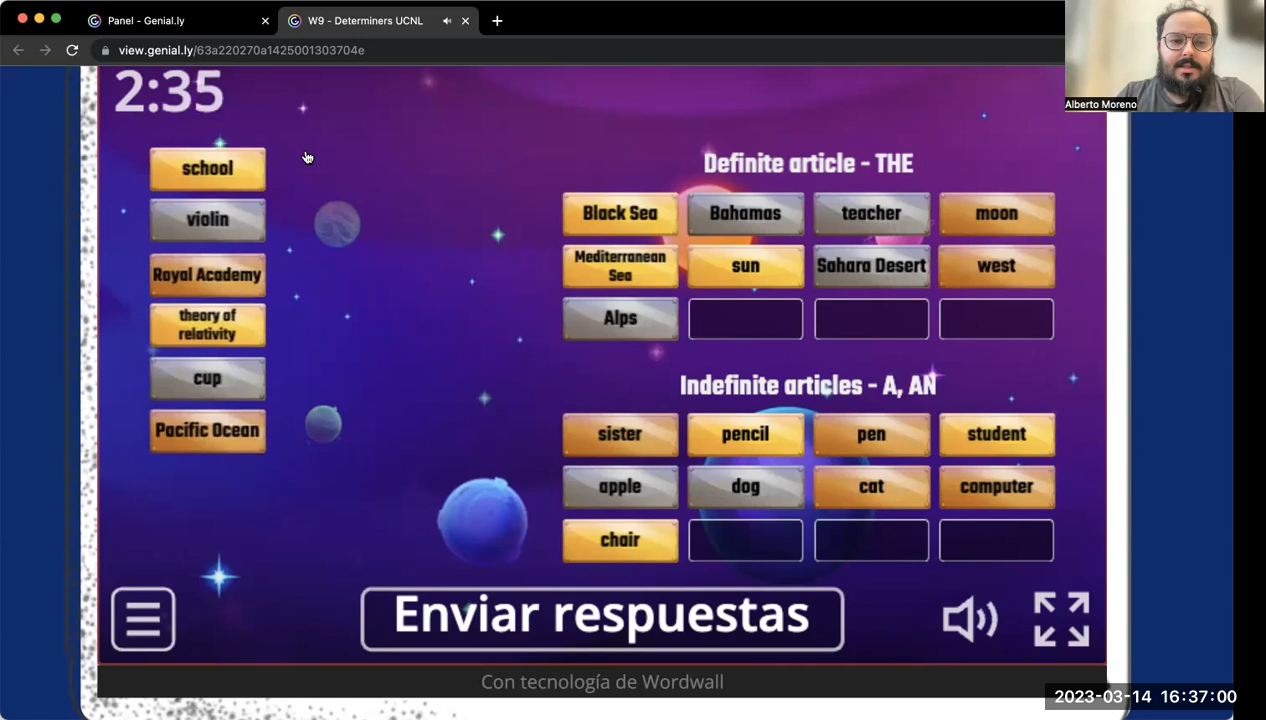 Panel - Genial.ly
W9 - Determiners UCNL
view.genial.ly/63a220270a1425001303704e
Alberto Moreno
2:35
school
violin
Royal Academy
theory of
relativity
cup
Pacific Ocean
Definite article - THE
Black Sea
Bahamas
teacher
moon
Mediterranean
Sea
sun
Sahara Desert
west
Alps
Indefinite articles - A, AN
sister
pencil
pen
student
apple
dog
cat
computer
chair
Enviar respuestas
Con tecnología de Wordwall
2023-03-14 16:37:00